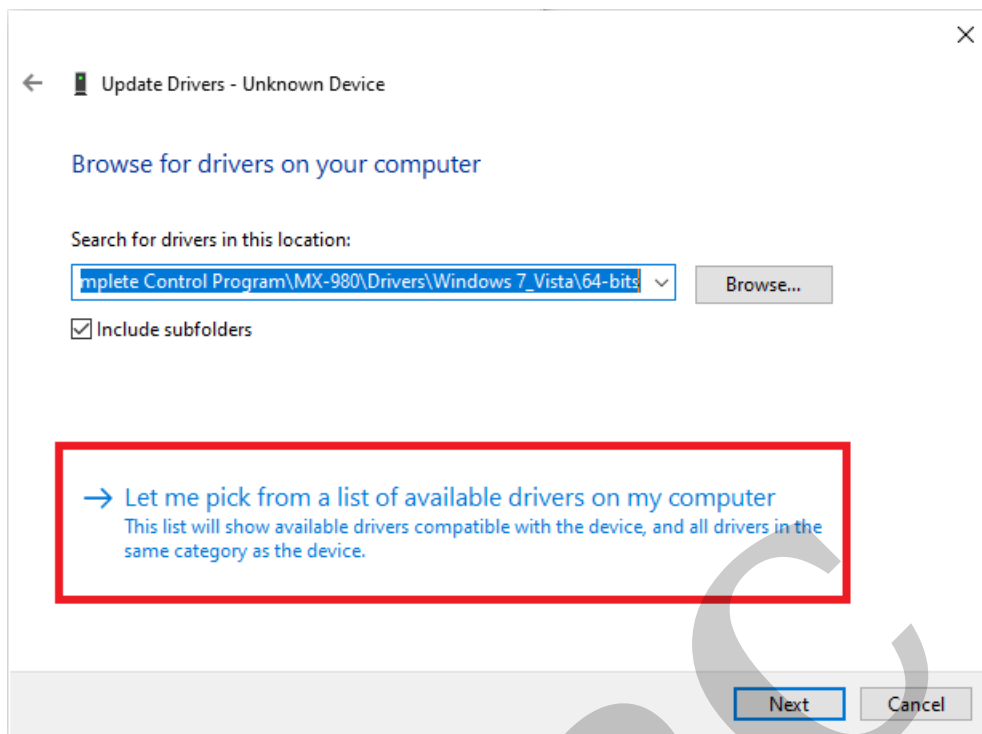 Update Drivers - Unknown Device
Browse for drivers on your computer
Search for drivers in this location:
mplete Control Program\MX-980\Drivers\Windows 7_Vista\64-bits
Browse...
Include subfolders
Let me pick from a list of available drivers on my computer
This list will show available drivers compatible with the device, and all drivers in the
same category as the device.
Next
Cancel